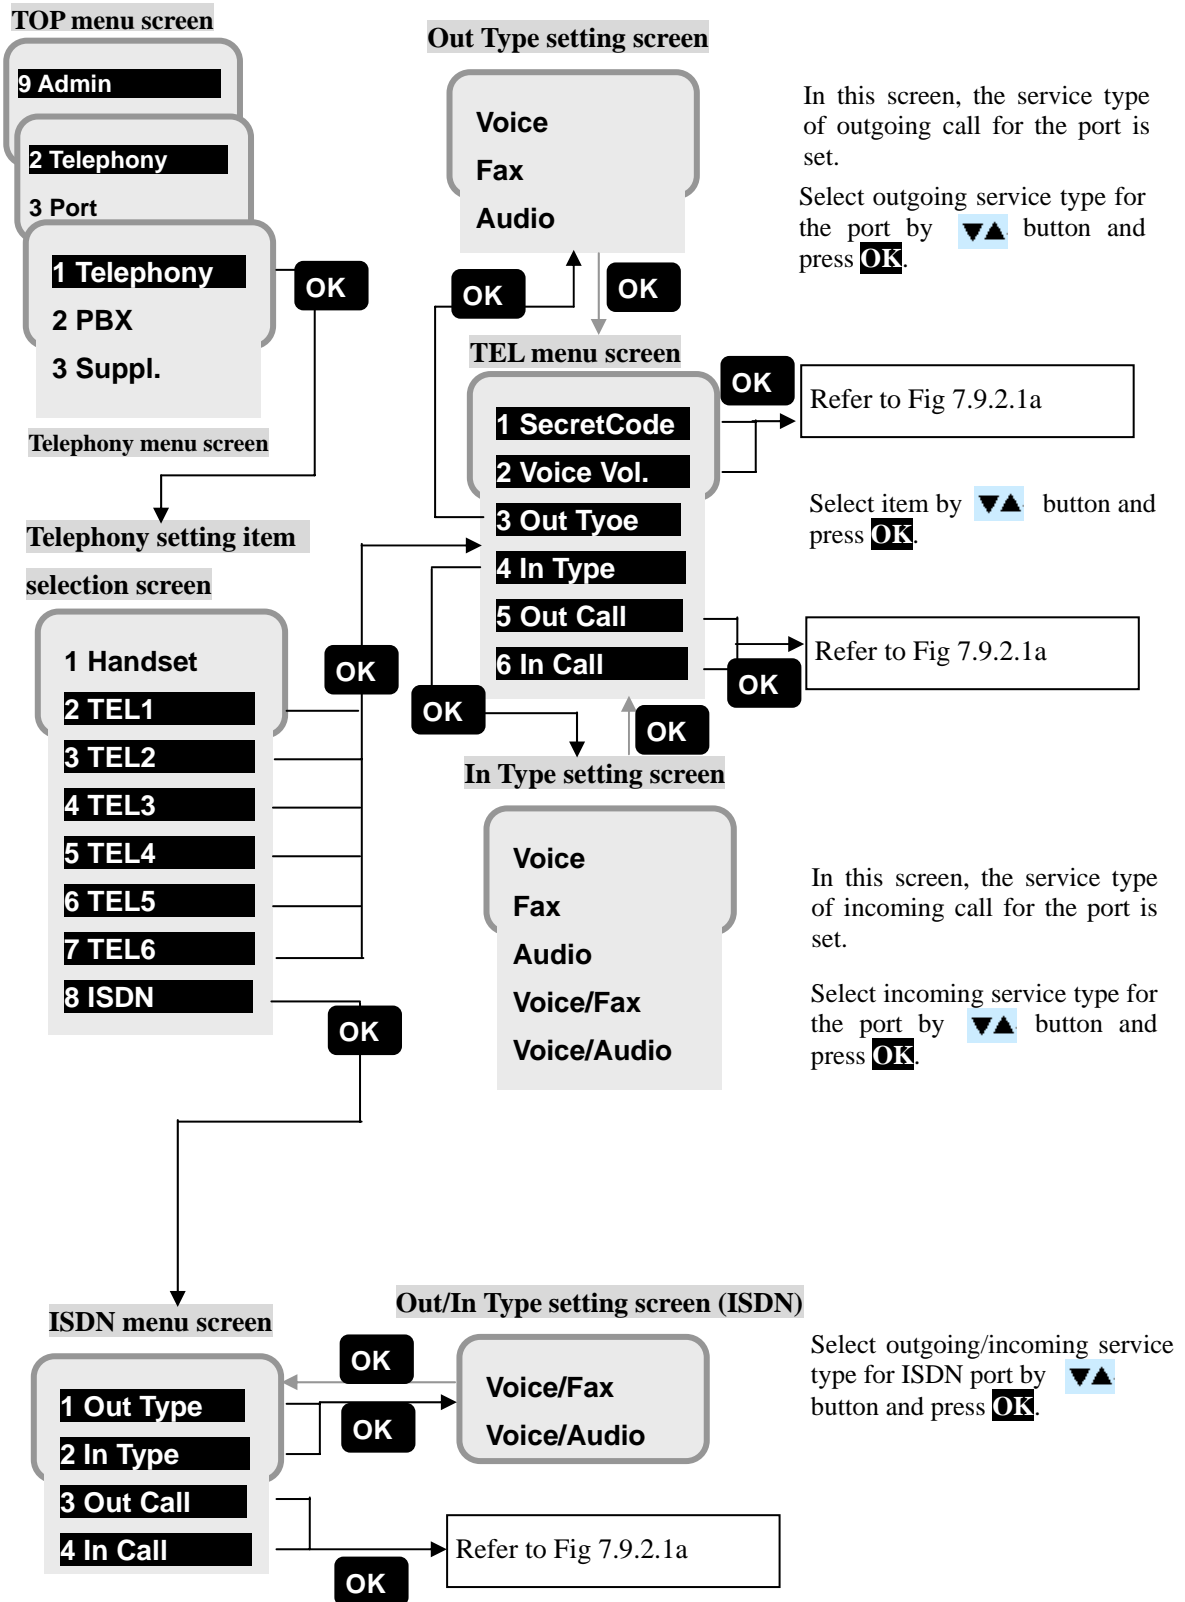 TOP menu screen
9 Admin
2 Telephony
3 Port
1 Telephony
2 PBX
3 Suppl.
OK
Telephony menu screen
Out Type setting screen
Voice
Fax
Audio
OK
OK
In this screen, the service type
of outgoing call for the port is
set.
Select outgoing service type for
the port by ▼▲ button and
press OK.
TEL menu screen
1 SecretCode
2 Voice Vol.
3 Out Tyoe
4 In Type
5 Out Call
6 In Call
OK
Refer to Fig 7.9.2.1a
Select item by ▼▲ button and
press OK.
Refer to Fig 7.9.2.1a
OK
OK
OK
Telephony setting item
selection screen
1 Handset
2 TEL1
3 TEL2
4 TEL3
5 TEL4
6 TEL5
7 TEL6
8 ISDN
OK
OK
In Type setting screen
Voice
Fax
Audio
Voice/Fax
Voice/Audio
In this screen, the service type
of incoming call for the port is
set.
Select incoming service type for
the port by ▼▲ button and
press OK.
ISDN menu screen
1 Out Type
2 In Type
3 Out Call
4 In Call
OK
OK
Out/In Type setting screen (ISDN)
Voice/Fax
Voice/Audio
Select outgoing/incoming service
type for ISDN port by ▼▲
button and press OK.
Refer to Fig 7.9.2.1a
OK